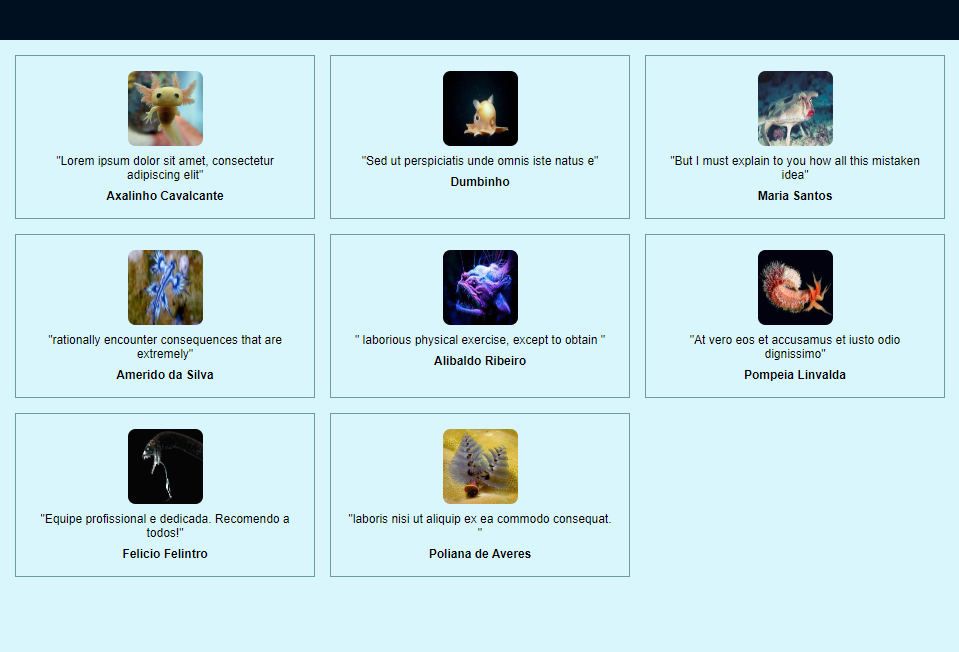 "Lorem ipsum dolor sit amet, consectetur
adipiscing elit"
Axalinho Cavalcante
"Sed ut perspiciatis unde omnis iste natus e"
Dumbinho
"But I must explain to you how all this mistaken
idea"
Maria Santos
"rationally encounter consequences that are
extremely"
Amerido da Silva
" laborious physical exercise, except to obtain "
Alibaldo Ribeiro
"At vero eos et accusamus et iusto odio
dignissimo"
Pompeia Linvalda
"Equipe profissional e dedicada. Recomendo a
todos!"
Felicio Felintro
"laboris nisi ut aliquip ex ea commodo consequat.
"
Poliana de Averes